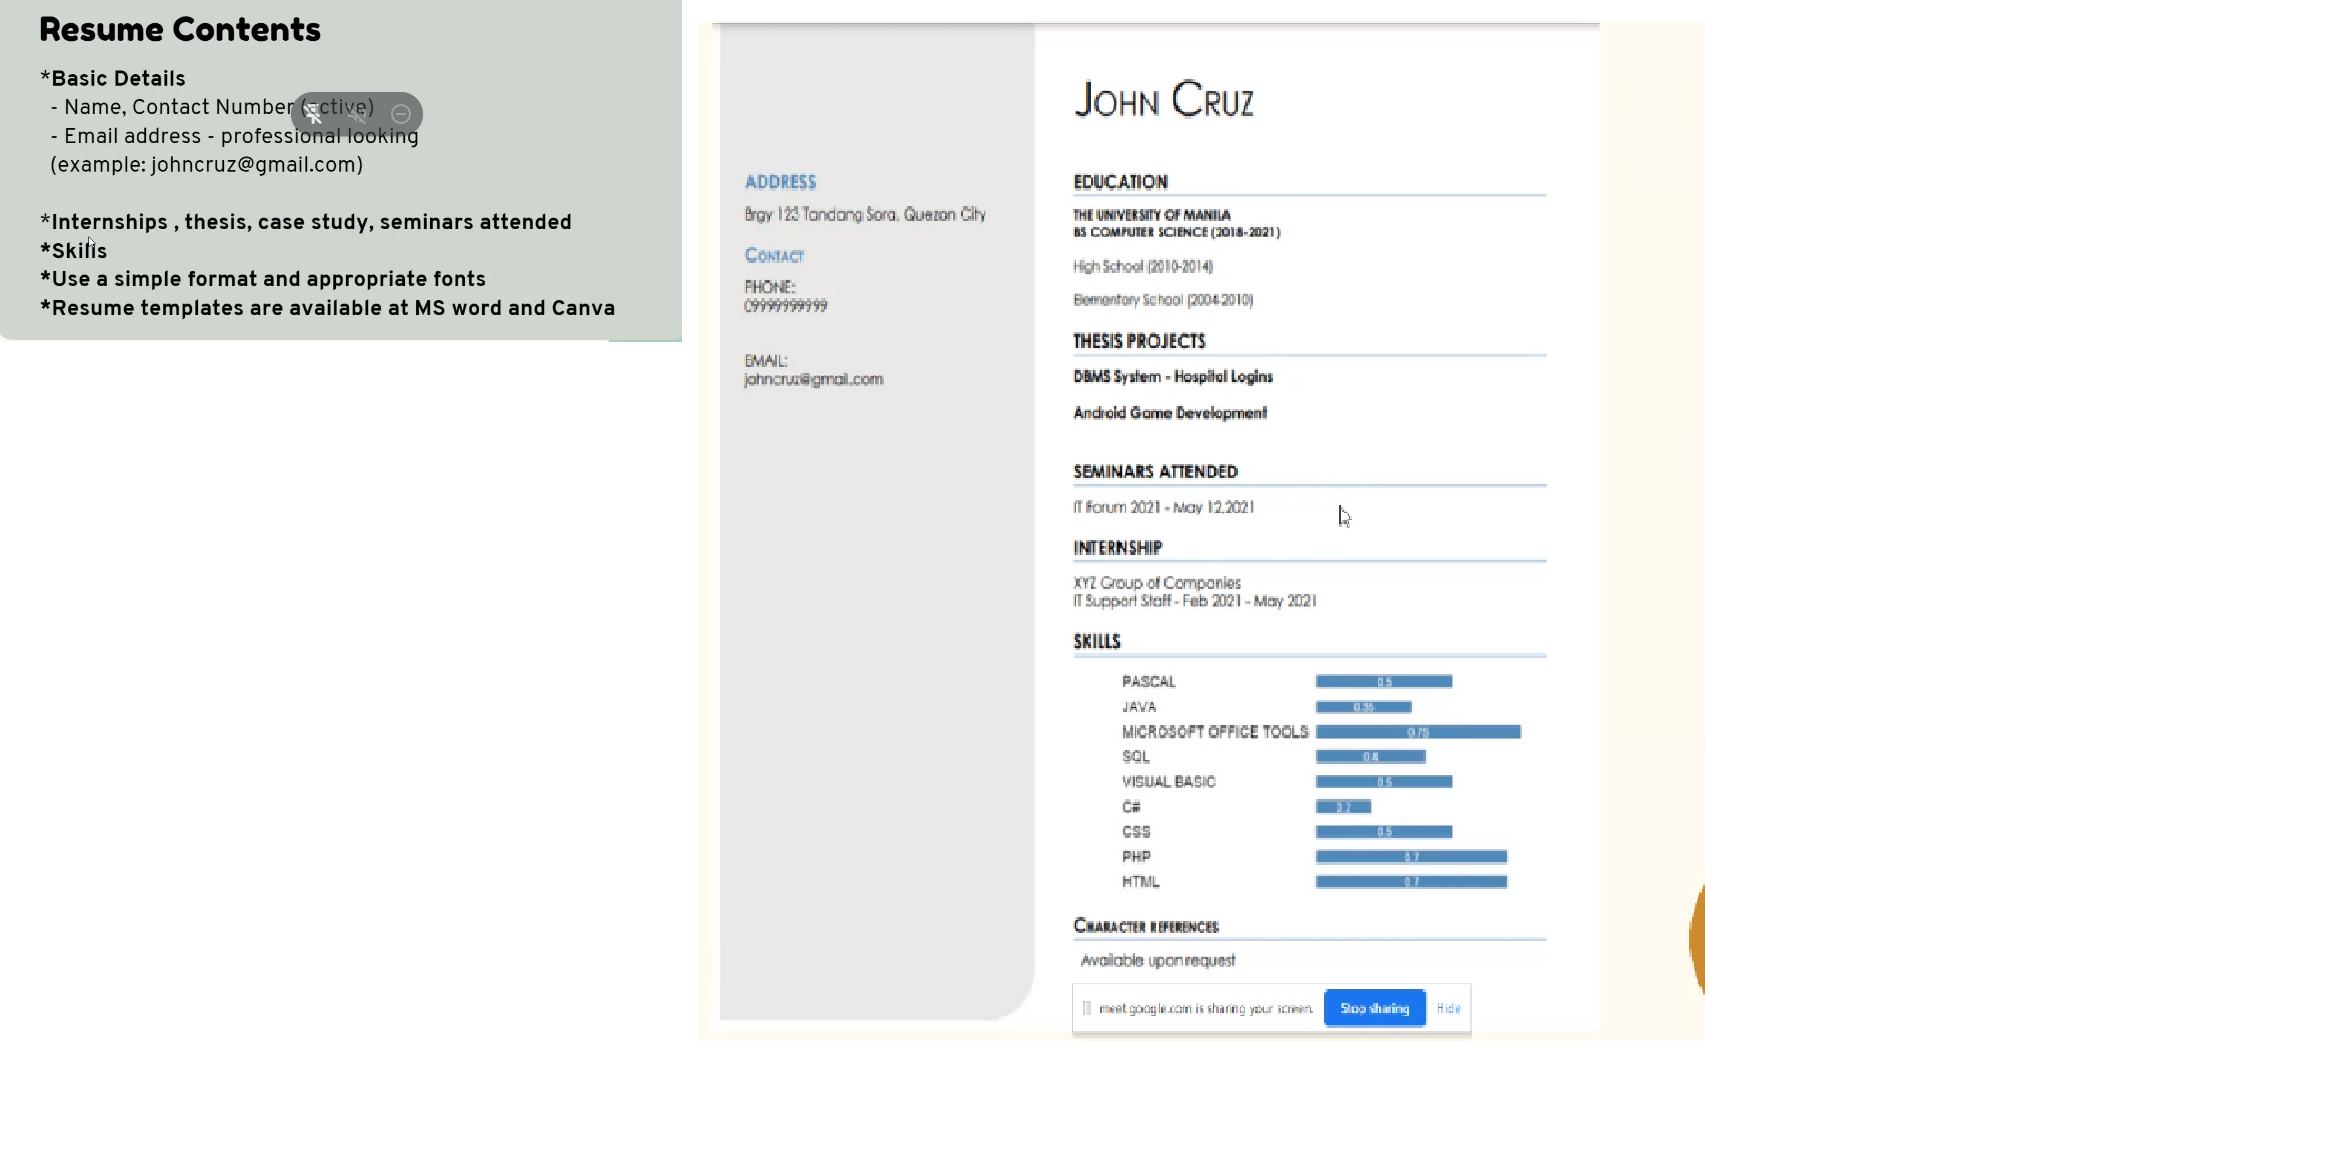 Resume Contents
*Basic Details
- Name, Contact Number (active)
- Email address - professional looking
(example: johncruz@gmail.com)
*Internships , thesis, case study, seminars attended
*Skills
*Use a simple format and appropriate fonts
*Resume templates are available at MS word and Canva
JOHN CRUZ
ADDRESS
Brgy 123 Tandang Sora, Quezon City
CONTACT
PHONE:
09999999999
EMAIL:
johncruz@gmail.com
EDUCATION
THE UNIVERSITY OF MANILA
BS COMPUTER SCIENCE (2018-2021)
High School (2010-2014)
Elementary School (2004-2010)
THESIS PROJECTS
DBMS System - Hospital Logins
Android Game Development
SEMINARS ATTENDED
IT Forum 2021 - May 12,2021
INTERNSHIP
XYZ Group of Companies
IT Support Staff - Feb 2021 - May 2021
SKILLS
PASCAL 0.5
JAVA 0.35
MICROSOFT OFFICE TOOLS 0.75
SQL 0.4
VISUAL BASIC 0.5
C# 0.2
CSS 0.5
PHP 0.7
HTML 0.7
CHARACTER REFERENCES
Available upon request
meet.google.com is sharing your screen. Stop sharing Hide